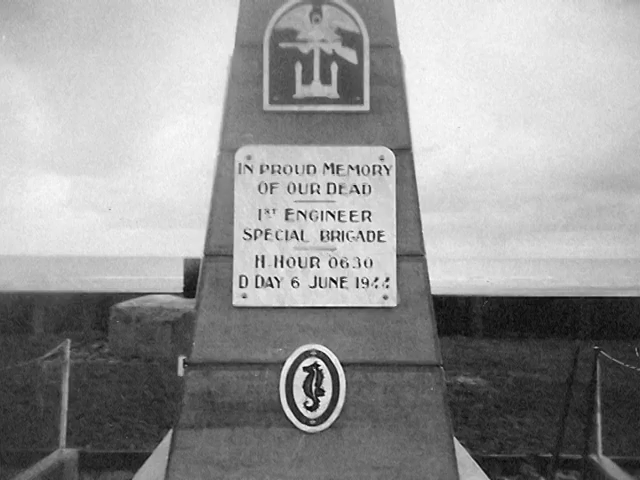 IN PROUD MEMORY
OF OUR DEAD
1ST ENGINEER
SPECIAL BRIGADE
H HOUR 0630
D DAY 6 JUNE 1944